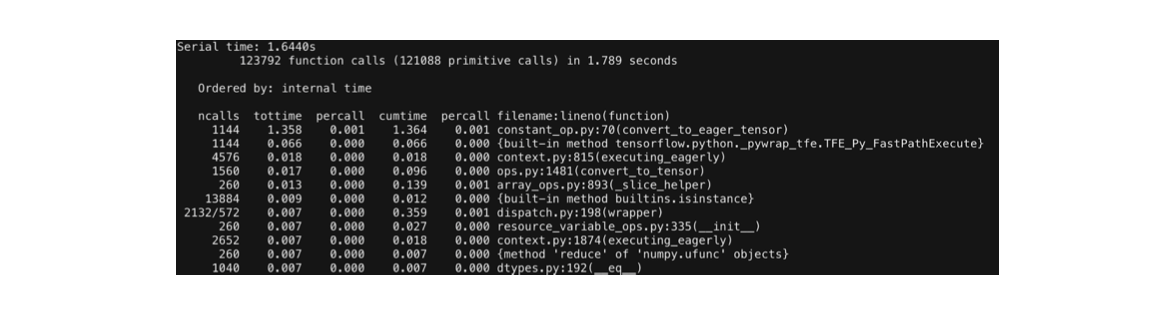 Serial time: 1.6440s
123792 function calls (121088 primitive calls) in 1.789 seconds
Ordered by: internal time
ncalls tottime percall cumtime percall filename:lineno(function)
1144 1.358 0.001 1.364 0.001 constant_op.py:70(convert_to_eager_tensor)
1144 0.066 0.000 0.066 0.000 {built-in method tensorflow.python._pywrap_tfe.TFE_Py_FastPathExecute}
4576 0.018 0.000 0.018 0.000 context.py:815(executing_eagerly)
1560 0.017 0.000 0.096 0.000 ops.py:1481(convert_to_tensor)
260 0.013 0.000 0.139 0.001 array_ops.py:893(_slice_helper)
13884 0.009 0.000 0.012 0.000 {built-in method builtins.isinstance}
2132/572 0.007 0.000 0.359 0.001 dispatch.py:198(wrapper)
260 0.007 0.000 0.027 0.000 resource_variable_ops.py:335(__init__)
2652 0.007 0.000 0.018 0.000 context.py:1874(executing_eagerly)
260 0.007 0.000 0.007 0.000 {method 'reduce' of 'numpy.ufunc' objects}
1040 0.007 0.000 0.007 0.000 dtypes.py:192(__eq__)